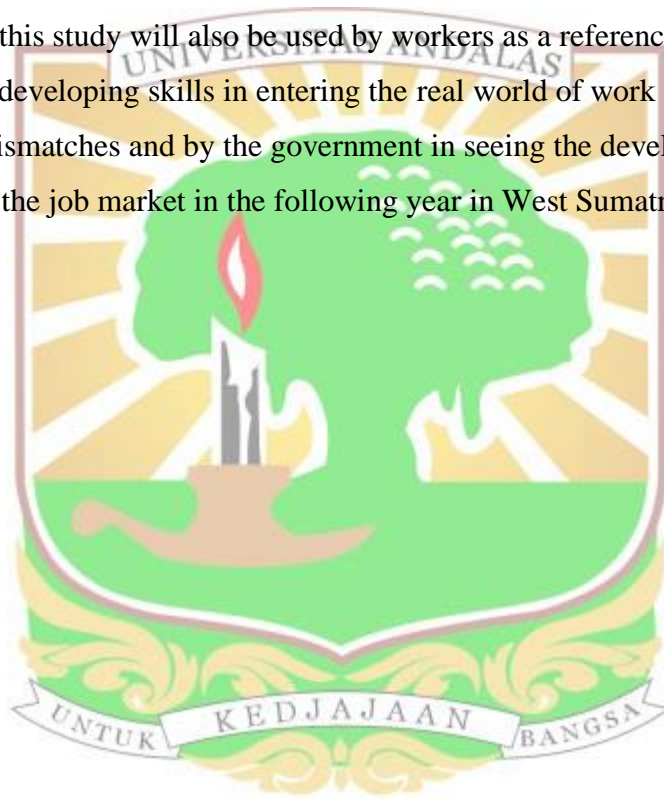 this study will also be used by workers as a referenc
developing skills in entering the real world of work
ismatches and by the government in seeing the devel
the job market in the following year in West Sumatr
UNIVERSITAS ANDALAS
UNTUK KEDJAJAAN BANGSA